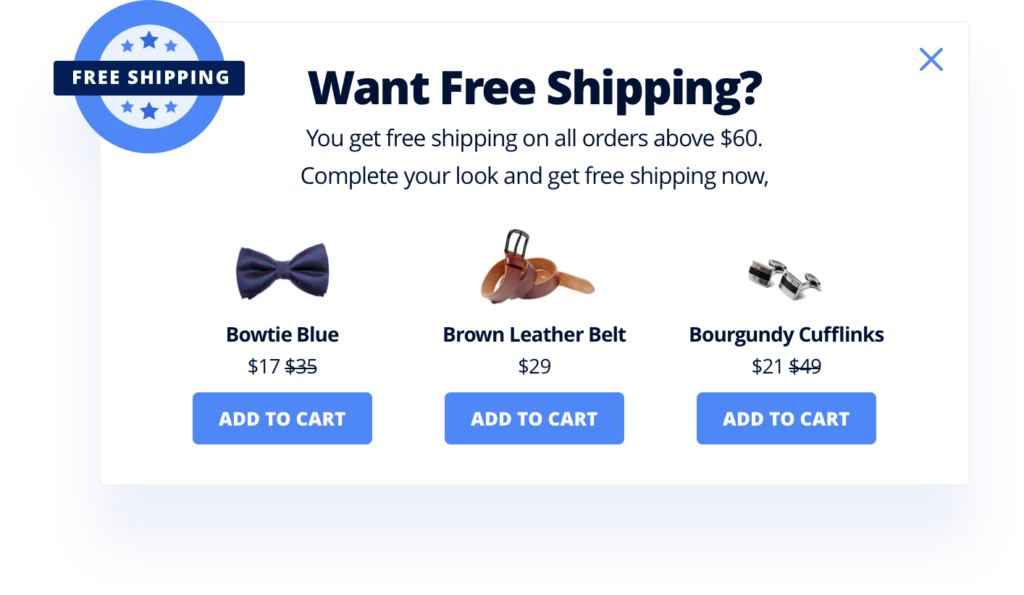 FREE SHIPPING
Want Free Shipping?
You get free shipping on all orders above $60.
Complete your look and get free shipping now,
Bowtie Blue
$17 $35
ADD TO CART
Brown Leather Belt
$29
ADD TO CART
Bourgundy Cufflinks
$21 $49
ADD TO CART